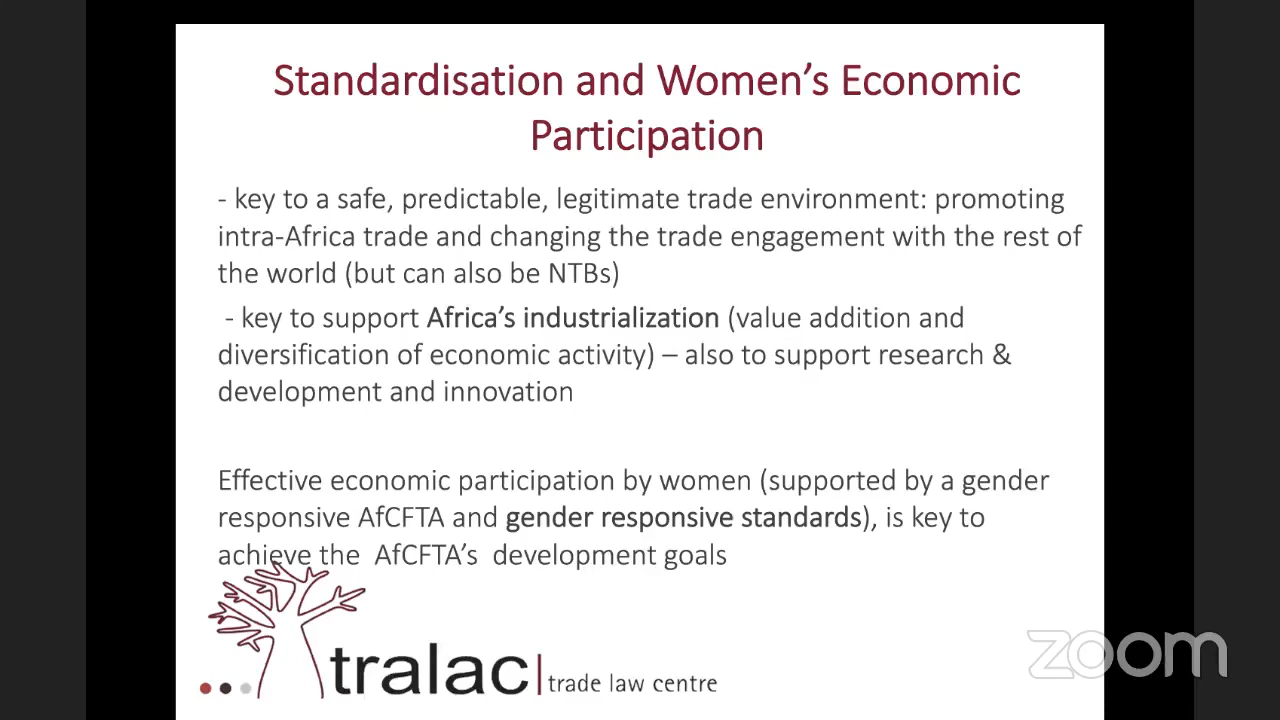 Standardisation and Women’s Economic
Participation
- key to a safe, predictable, legitimate trade environment: promoting
intra-Africa trade and changing the trade engagement with the rest of
the world (but can also be NTBs)
- key to support Africa’s industrialization (value addition and
diversification of economic activity) – also to support research &
development and innovation
Effective economic participation by women (supported by a gender
responsive AfCFTA and gender responsive standards), is key to
achieve the AfCFTA’s development goals
tralac | trade law centre
zoom